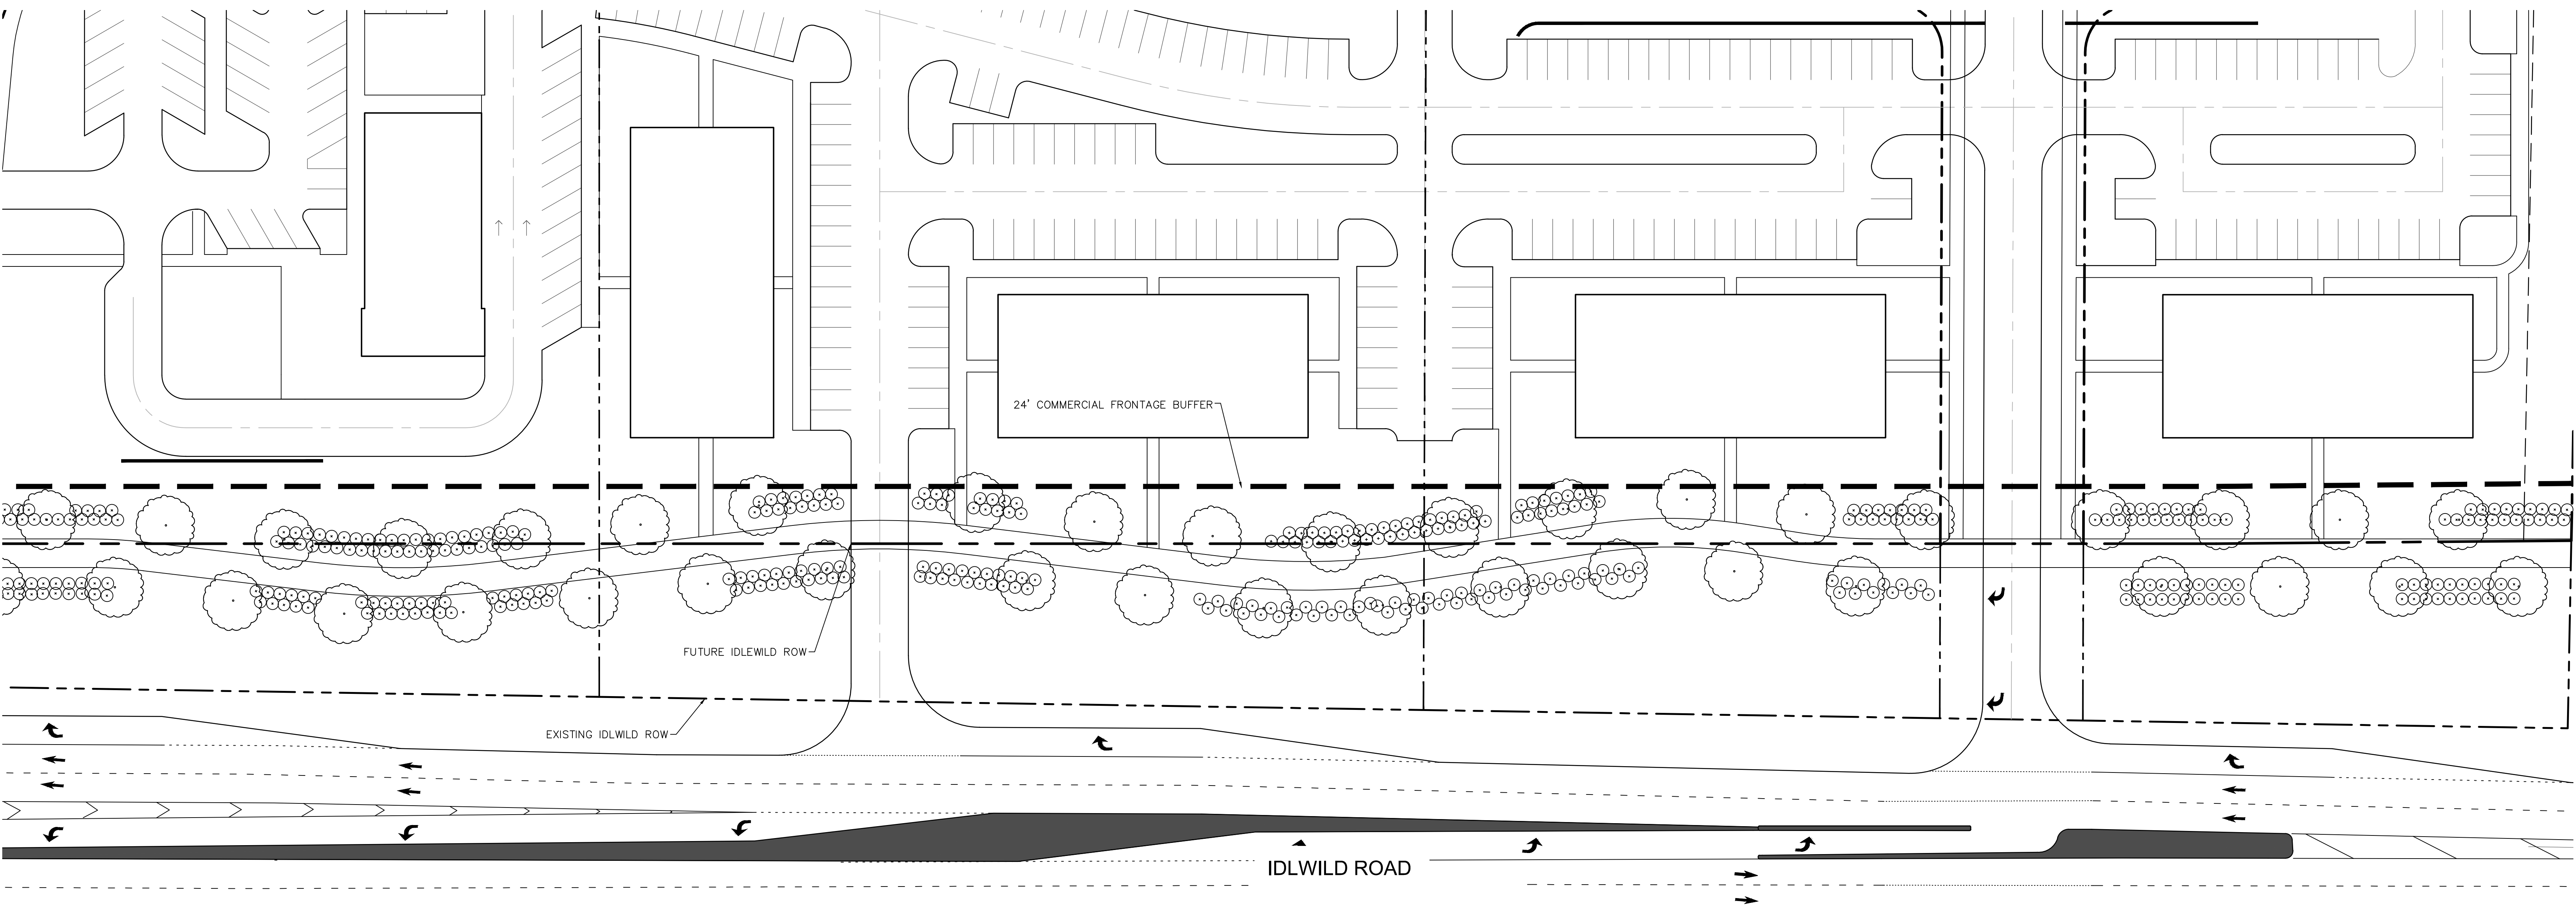 24' COMMERCIAL FRONTAGE BUFFER
FUTURE IDLEWILD ROW
EXISTING IDLWILD ROW
IDLWILD ROAD